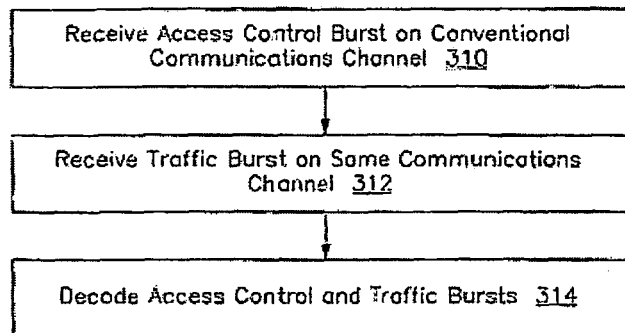 Receive Access Control Burst on Conventional
Communications Channel 310
Receive Traffic Burst on Same Communications
Channel 312
Decode Access Control and Traffic Bursts 314